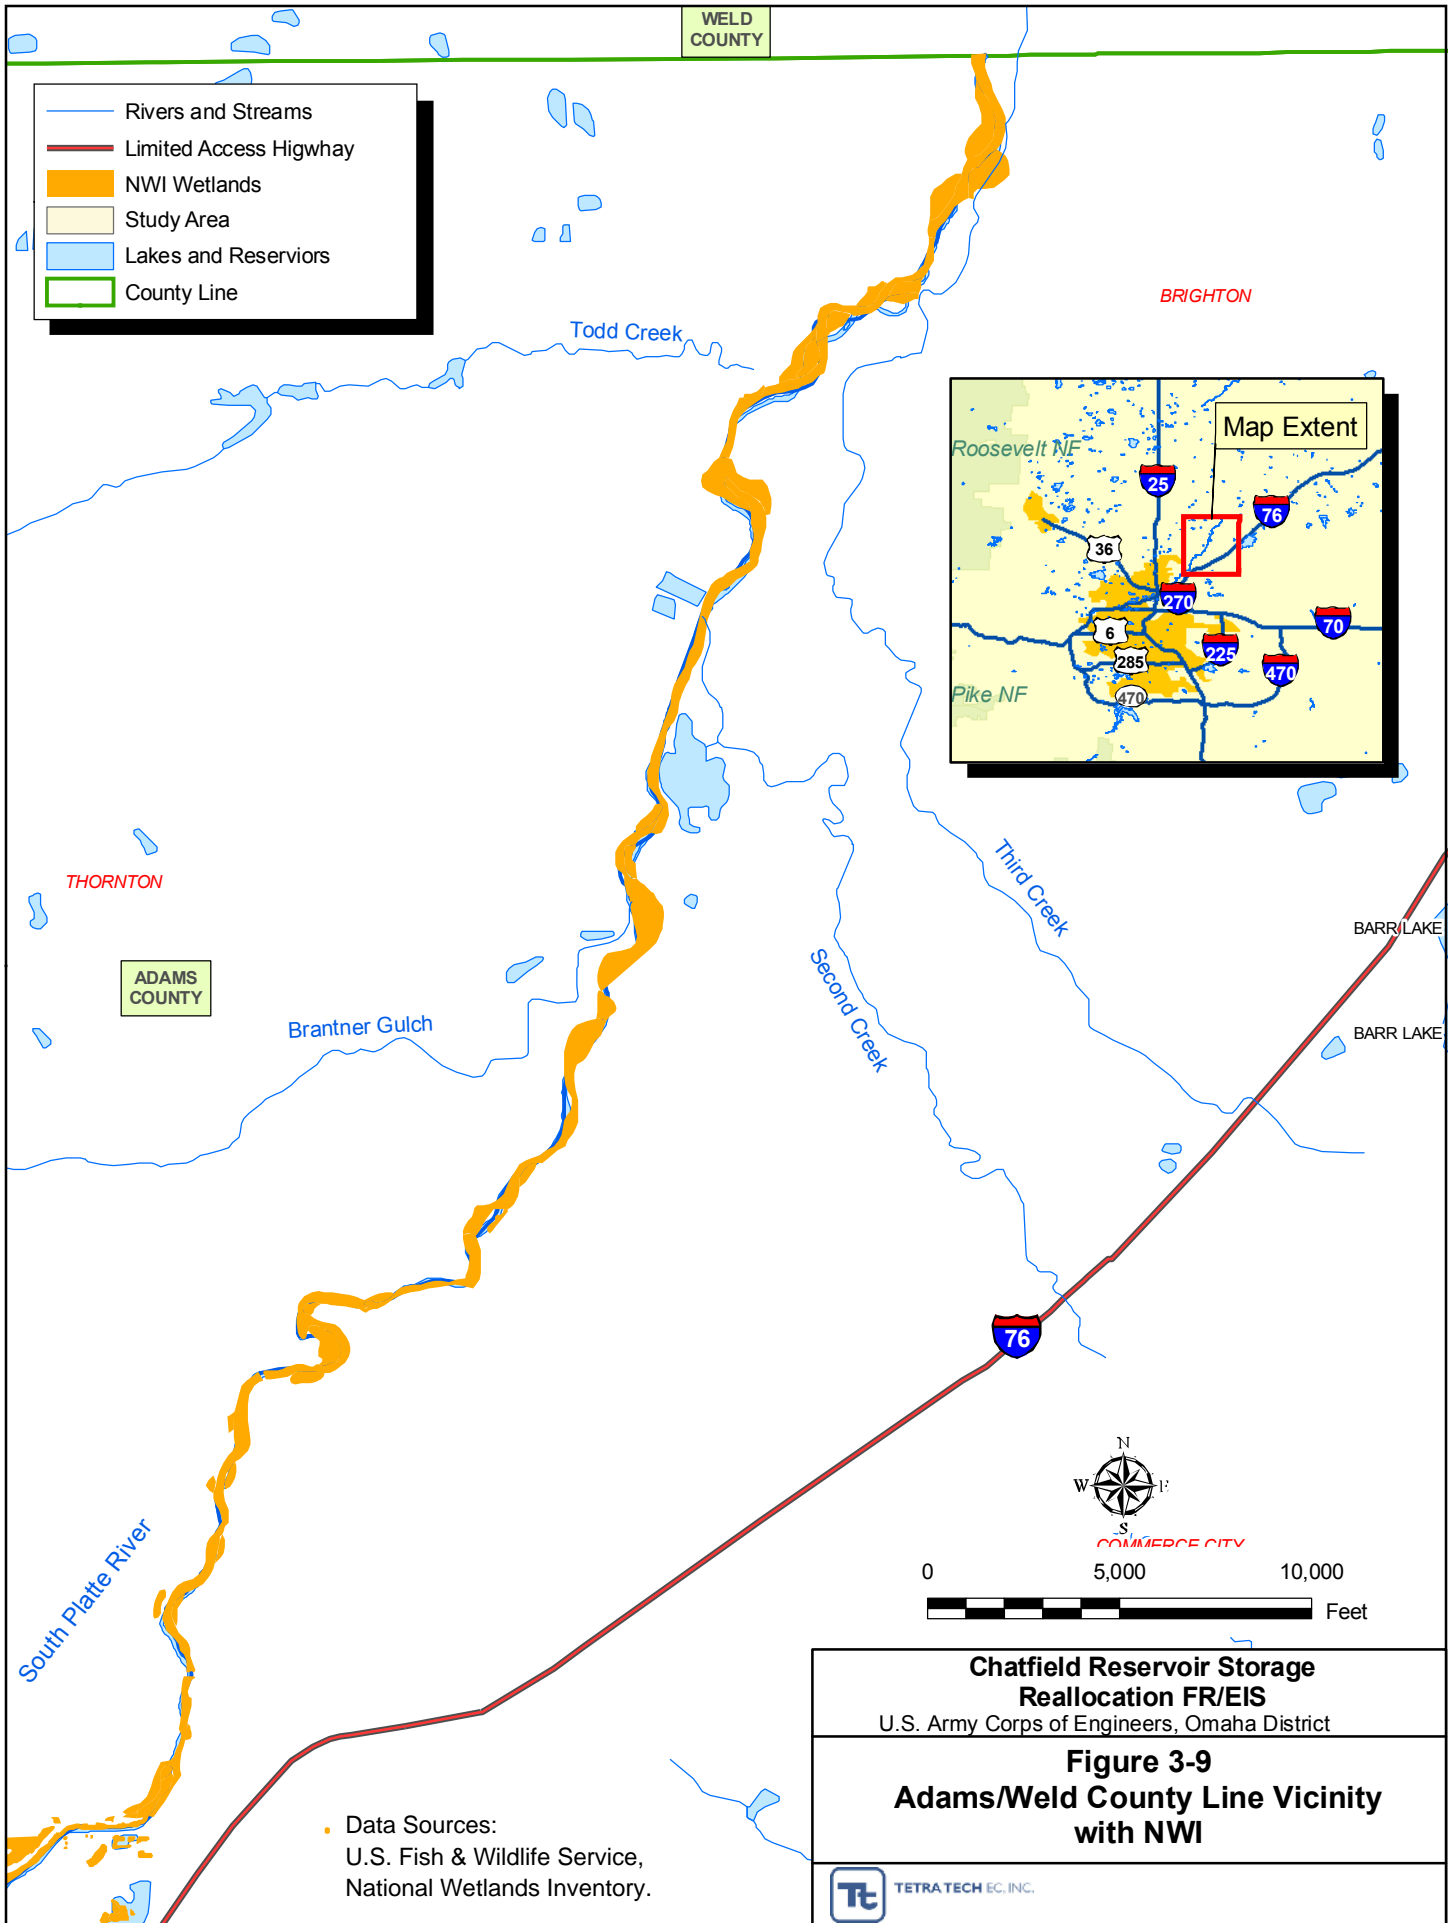 WELD
COUNTY
Rivers and Streams
Limited Access Higwhay
NWI Wetlands
Study Area
Lakes and Reserviors
County Line
BRIGHTON
Todd Creek
Map Extent
Roosevelt NF
25
76
36
270
6
70
225
285
470
Pike NF
470
Third Creek
THORNTON
BARR LAKE
Second Creek
ADAMS
COUNTY
Brantner Gulch
BARR LAKE
76
N
W
S
COMMERCE CITY
South Platte River
0 5,000 10,000
Feet
Chatfield Reservoir Storage
Reallocation FR/EIS
U.S. Army Corps of Engineers, Omaha District
Figure 3-9
Adams/Weld County Line Vicinity
with NWI
Data Sources:
U.S. Fish & Wildlife Service,
National Wetlands Inventory.
Tt TETRA TECH EC, INC.